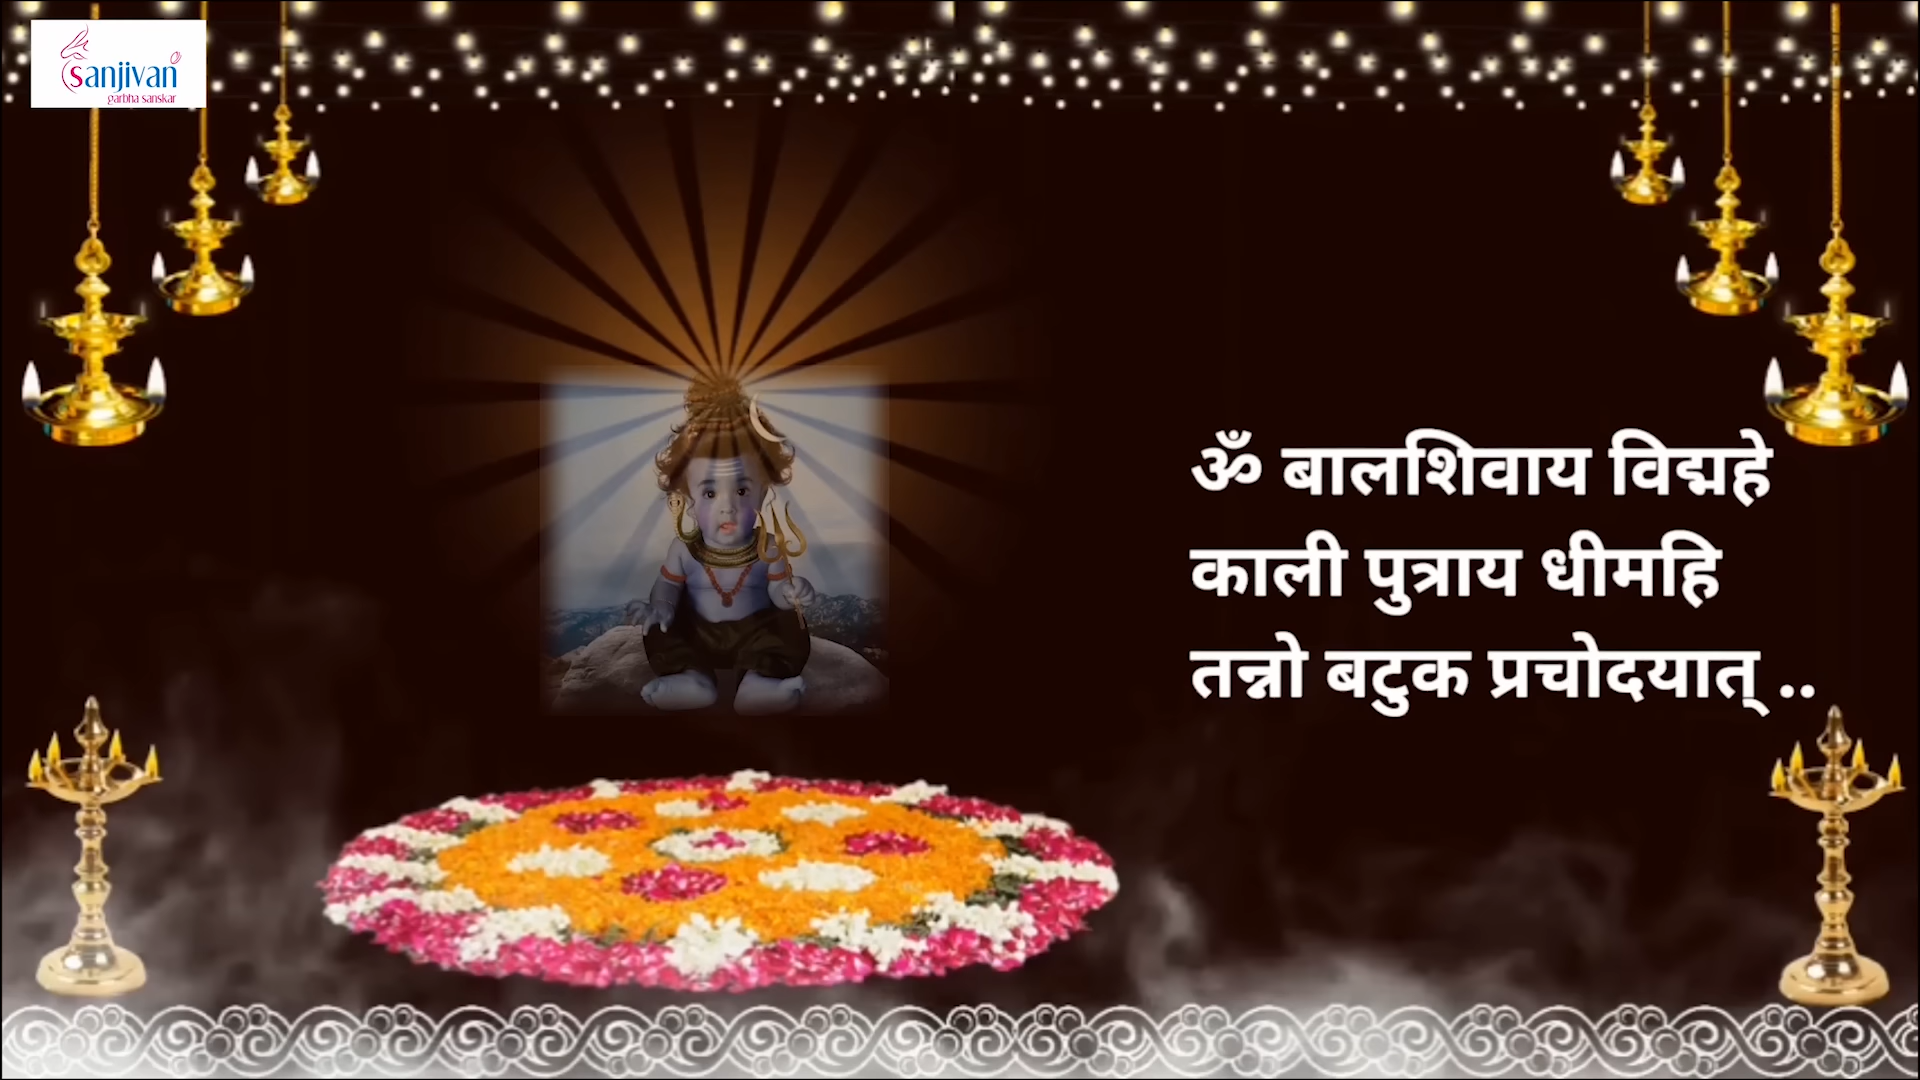 sanjivan
garbha sanskar
ॐ बालशिवाय विद्महे
काली पुत्राय धीमहि
तन्नो बटुक प्रचोदयात् ..